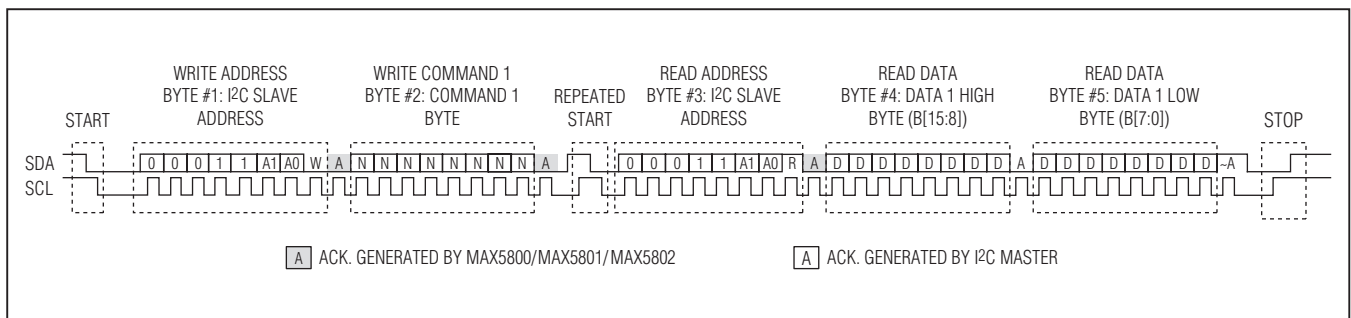 START
WRITE ADDRESS
BYTE #1: I²C SLAVE
ADDRESS
WRITE COMMAND 1
BYTE #2: COMMAND 1
BYTE
REPEATED
START
READ ADDRESS
BYTE #3: I²C SLAVE
ADDRESS
READ DATA
BYTE #4: DATA 1 HIGH
BYTE (B[15:8])
READ DATA
BYTE #5: DATA 1 LOW
BYTE (B[7:0])
STOP
SDA 0 0 0 1 1 A1 A0 W A N N N N N N N N A 0 0 0 1 1 A1 A0 R A D D D D D D D D A D D D D D D D D ~A
SCL
A ACK. GENERATED BY MAX5800/MAX5801/MAX5802
A ACK. GENERATED BY I²C MASTER